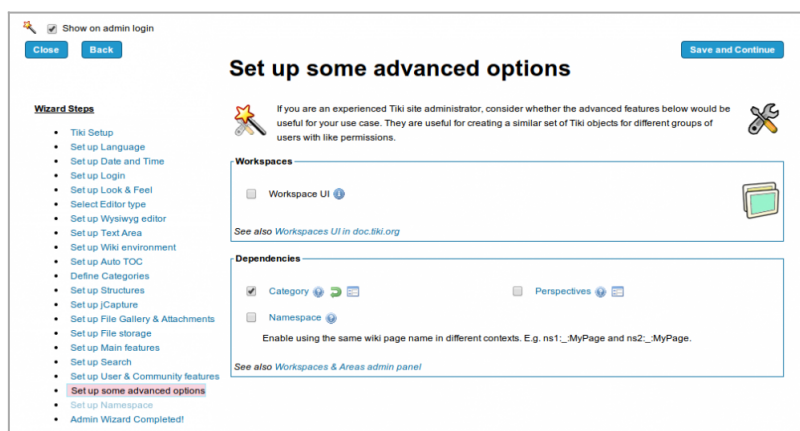 Show on admin login
Close
Back
Save and Continue
Set up some advanced options
Wizard Steps
Tiki Setup
Set up Language
Set up Date and Time
Set up Login
Set up Look & Feel
Select Editor type
Set up Wysiwyg editor
Set up Text Area
Set up Wiki environment
Set up Auto TOC
Define Categories
Set up Structures
Set up jCapture
Set up File Gallery & Attachments
Set up File storage
Set up Main features
Set up Search
Set up User & Community features
Set up some advanced options
Set up Namespace
Admin Wizard Completed!
If you are an experienced Tiki site administrator, consider whether the advanced features below would be
useful for your use case. They are useful for creating a similar set of Tiki objects for different groups of
users with like permissions.
Workspaces
Workspace UI
See also Workspaces UI in doc.tiki.org
Dependencies
Category
Perspectives
Namespace
Enable using the same wiki page name in different contexts. E.g. ns1:_:MyPage and ns2:_:MyPage.
See also Workspaces & Areas admin panel